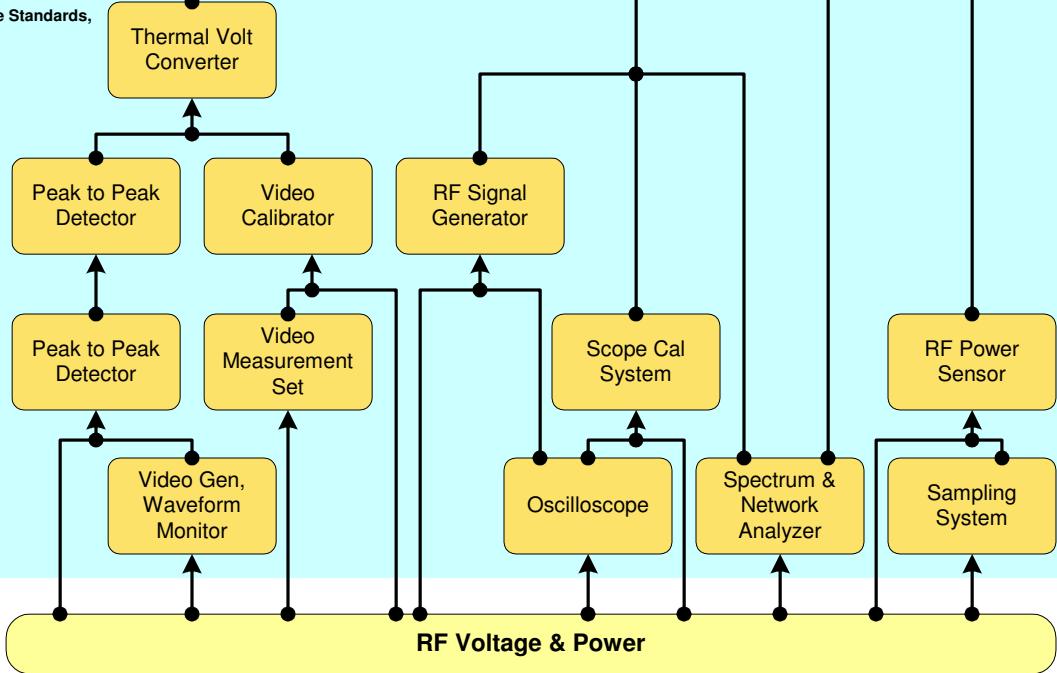 e Standards,
Thermal Volt
Converter
Peak to Peak
Detector
Video
Calibrator
RF Signal
Generator
Peak to Peak
Detector
Video
Measurement
Set
Scope Cal
System
RF Power
Sensor
Video Gen,
Waveform
Monitor
Oscilloscope
Spectrum &
Network
Analyzer
Sampling
System
RF Voltage & Power